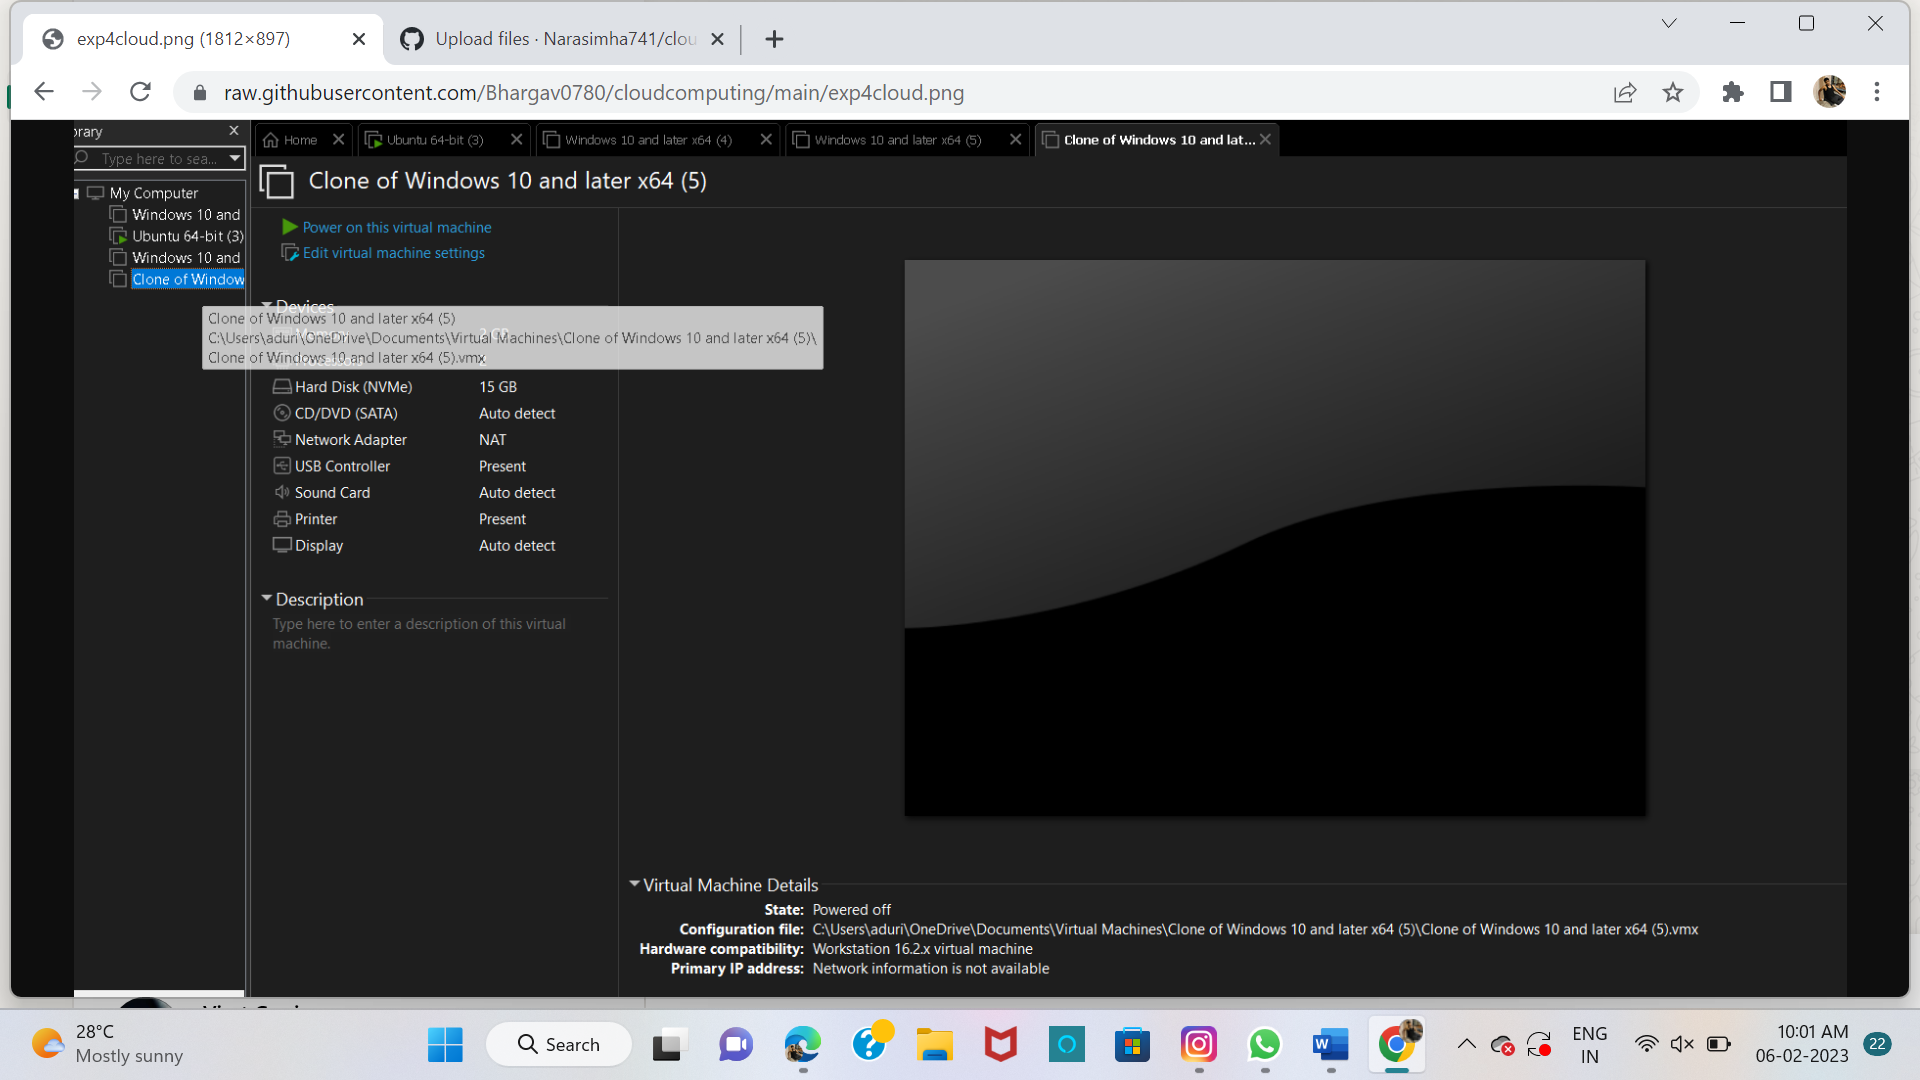 exp4cloud.png (1812×897)
Upload files · Narasimha741/clou
raw.githubusercontent.com/Bhargav0780/cloudcomputing/main/exp4cloud.png
brary
Type here to sea...
Home
Ubuntu 64-bit (3)
Windows 10 and later x64 (4)
Windows 10 and later x64 (5)
Clone of Windows 10 and lat...
My Computer
Windows 10 and
Ubuntu 64-bit (3)
Windows 10 and
Clone of Window
Clone of Windows 10 and later x64 (5)
Power on this virtual machine
Edit virtual machine settings
Devices
Clone of Windows 10 and later x64 (5)
C:\Users\aduri\OneDrive\Documents\Virtual Machines\Clone of Windows 10 and later x64 (5)\
Clone of Windows 10 and later x64 (5).vmx
Hard Disk (NVMe) 15 GB
CD/DVD (SATA) Auto detect
Network Adapter NAT
USB Controller Present
Sound Card Auto detect
Printer Present
Display Auto detect
Description
Type here to enter a description of this virtual
machine.
Virtual Machine Details
State: Powered off
Configuration file: C:\Users\aduri\OneDrive\Documents\Virtual Machines\Clone of Windows 10 and later x64 (5)\Clone of Windows 10 and later x64 (5).vmx
Hardware compatibility: Workstation 16.2.x virtual machine
Primary IP address: Network information is not available
28°C
Mostly sunny
Search
ENG
IN
10:01 AM
06-02-2023
22